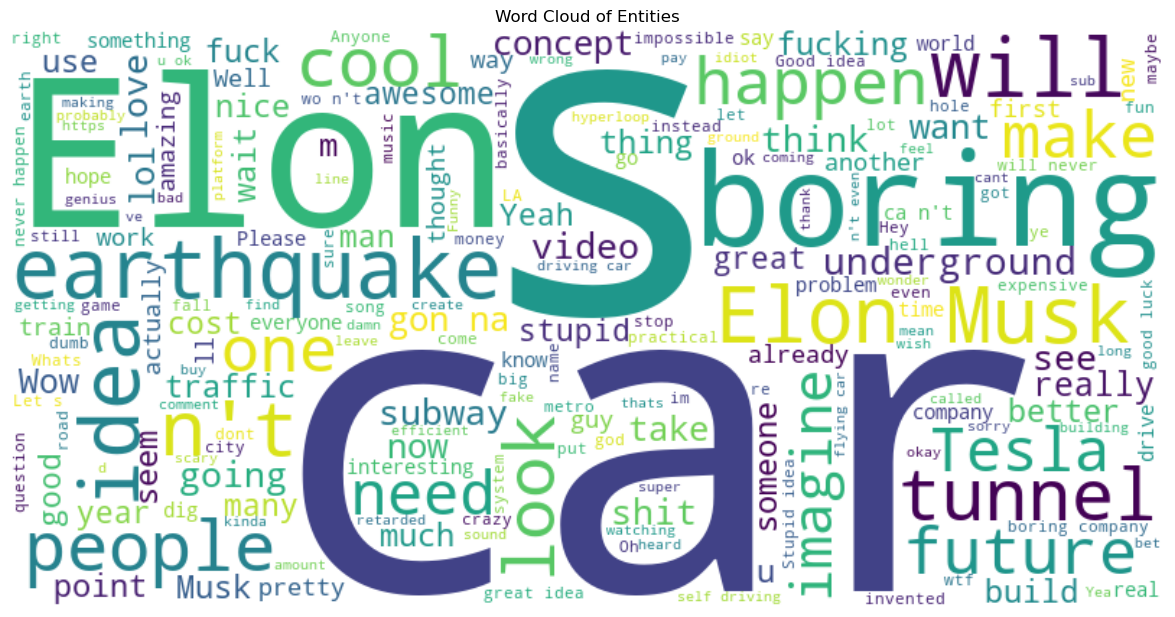 Word Cloud of Entities
right
something
u ok
fuck
Anyone
cool
concept
impossible
say
fucking
world
will
maybe
earth
use
Well
way
wrong
pay
idiot
Good idea
happen
sub
new
making
probably
https
lol love
amazing
nice
wo n't
awesome
basically
hyperloop
instead
let
hole
first
fun
Elon
S
thing
ground
lot
want
make
never happen
hope
wait
m
music
go
think
ok
coming
another
feel
will never
genius
bad
platform
line
thought
Funny
LA
Yeah
boring
thank
n't even
ca n't
got
cant
ye
still
ve
work
Please
sure
man
money
video
driving car
great
Hey
hell
underground
earthquake
problem
wonder
even
expensive
getting
game
actually
fall
find
song
create
gon na
stupid
stop
practical
Elon Musk
time
mean
wish
good luck
train
cost
everyone
damn
leave
come
dumb
idea
ll
one
know
name
already
see
long
Whats
Wow
buy
traffic
big
fake
re
really
Let s
comment
n't
subway
metro
thats
im
someone
imagine
flying car
company
called
better
drive
question
road
dont
city
efficient
guy
god
take
sorry
building
good
d
scary
seem
going
now
look
put
car
okay
Tesla
interesting
system
super
stupid idea
tunnel
year
dig
many
need
shit
people
kinda
retarded
crazy
much
sound
watching
Oh
heard
future
boring company
bet
amount
u
wtf
point
Musk
pretty
great idea
self driving
invented
build
Yea
real